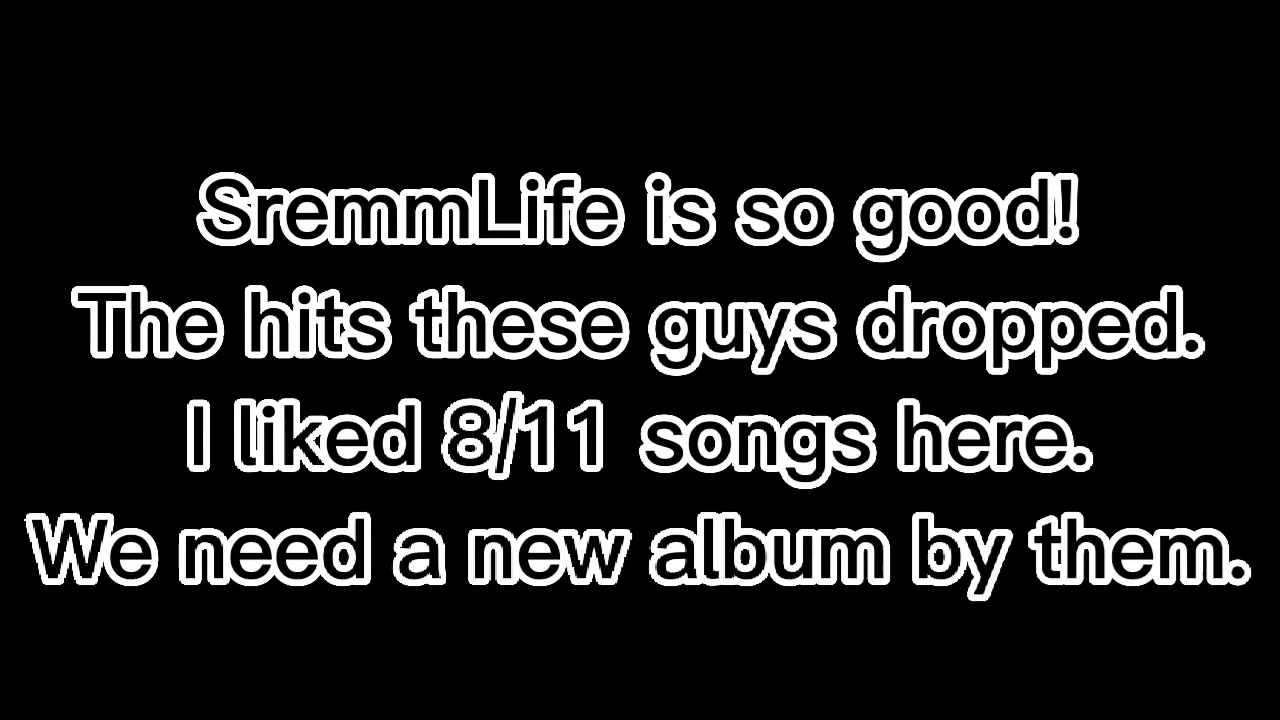 SremmLife is so good!
The hits these guys dropped.
I liked 8/11 songs here.
We need a new album by them.